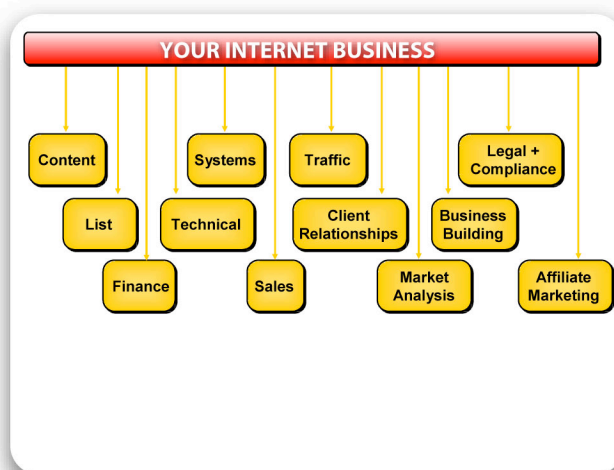 YOUR INTERNET BUSINESS
Content
Systems
Traffic
Legal +
Compliance
List
Technical
Client
Relationships
Business
Building
Finance
Sales
Market
Analysis
Affiliate
Marketing